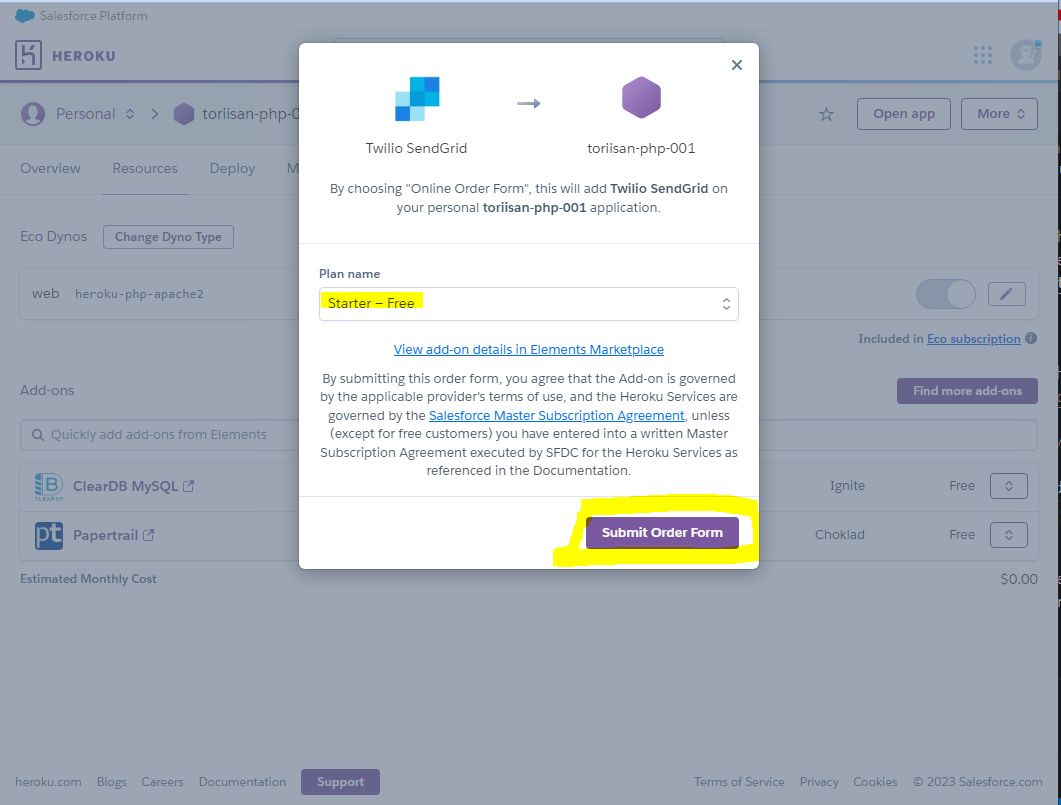 Salesforce Platform
HEROKU
Personal
toriisan-php-0
Open app
More
Overview
Resources
Deploy
M
Eco Dynos
Change Dyno Type
web
heroku-php-apache2
Included in Eco subscription
Add-ons
Find more add-ons
Quickly add add-ons from Elements
ClearDB MySQL
Ignite
Free
Papertrail
Choklad
Free
Estimated Monthly Cost
$0.00
Twilio SendGrid
toriisan-php-001
By choosing "Online Order Form", this will add Twilio SendGrid on
your personal toriisan-php-001 application.
Plan name
Starter – Free
View add-on details in Elements Marketplace
By submitting this order form, you agree that the Add-on is governed
by the applicable provider's terms of use, and the Heroku Services are
governed by the Salesforce Master Subscription Agreement, unless
(except for free customers) you have entered into a written Master
Subscription Agreement executed by SFDC for the Heroku Services as
referenced in the Documentation.
Submit Order Form
heroku.com
Blogs
Careers
Documentation
Support
Terms of Service
Privacy
Cookies
© 2023 Salesforce.com